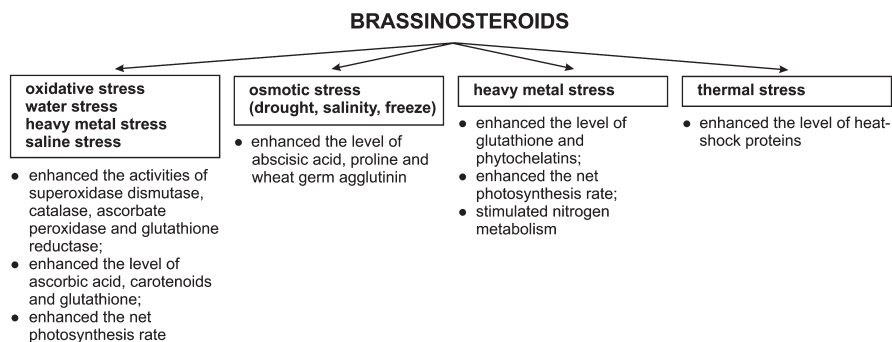 BRASSINOSTEROIDS
oxidative stress
water stress
heavy metal stress
saline stress
● enhanced the activities of
superoxidase dismutase,
catalase, ascorbate
peroxidase and glutathione
reductase;
● enhanced the level of
ascorbic acid, carotenoids
and glutathione;
● enhanced the net
photosynthesis rate
osmotic stress
(drought, salinity, freeze)
● enhanced the level of
abscisic acid, proline and
wheat germ agglutinin
heavy metal stress
● enhanced the level of
glutathione and
phytochelatins;
● enhanced the net
photosynthesis rate;
● stimulated nitrogen
metabolism
thermal stress
● enhanced the level of heat-
shock proteins